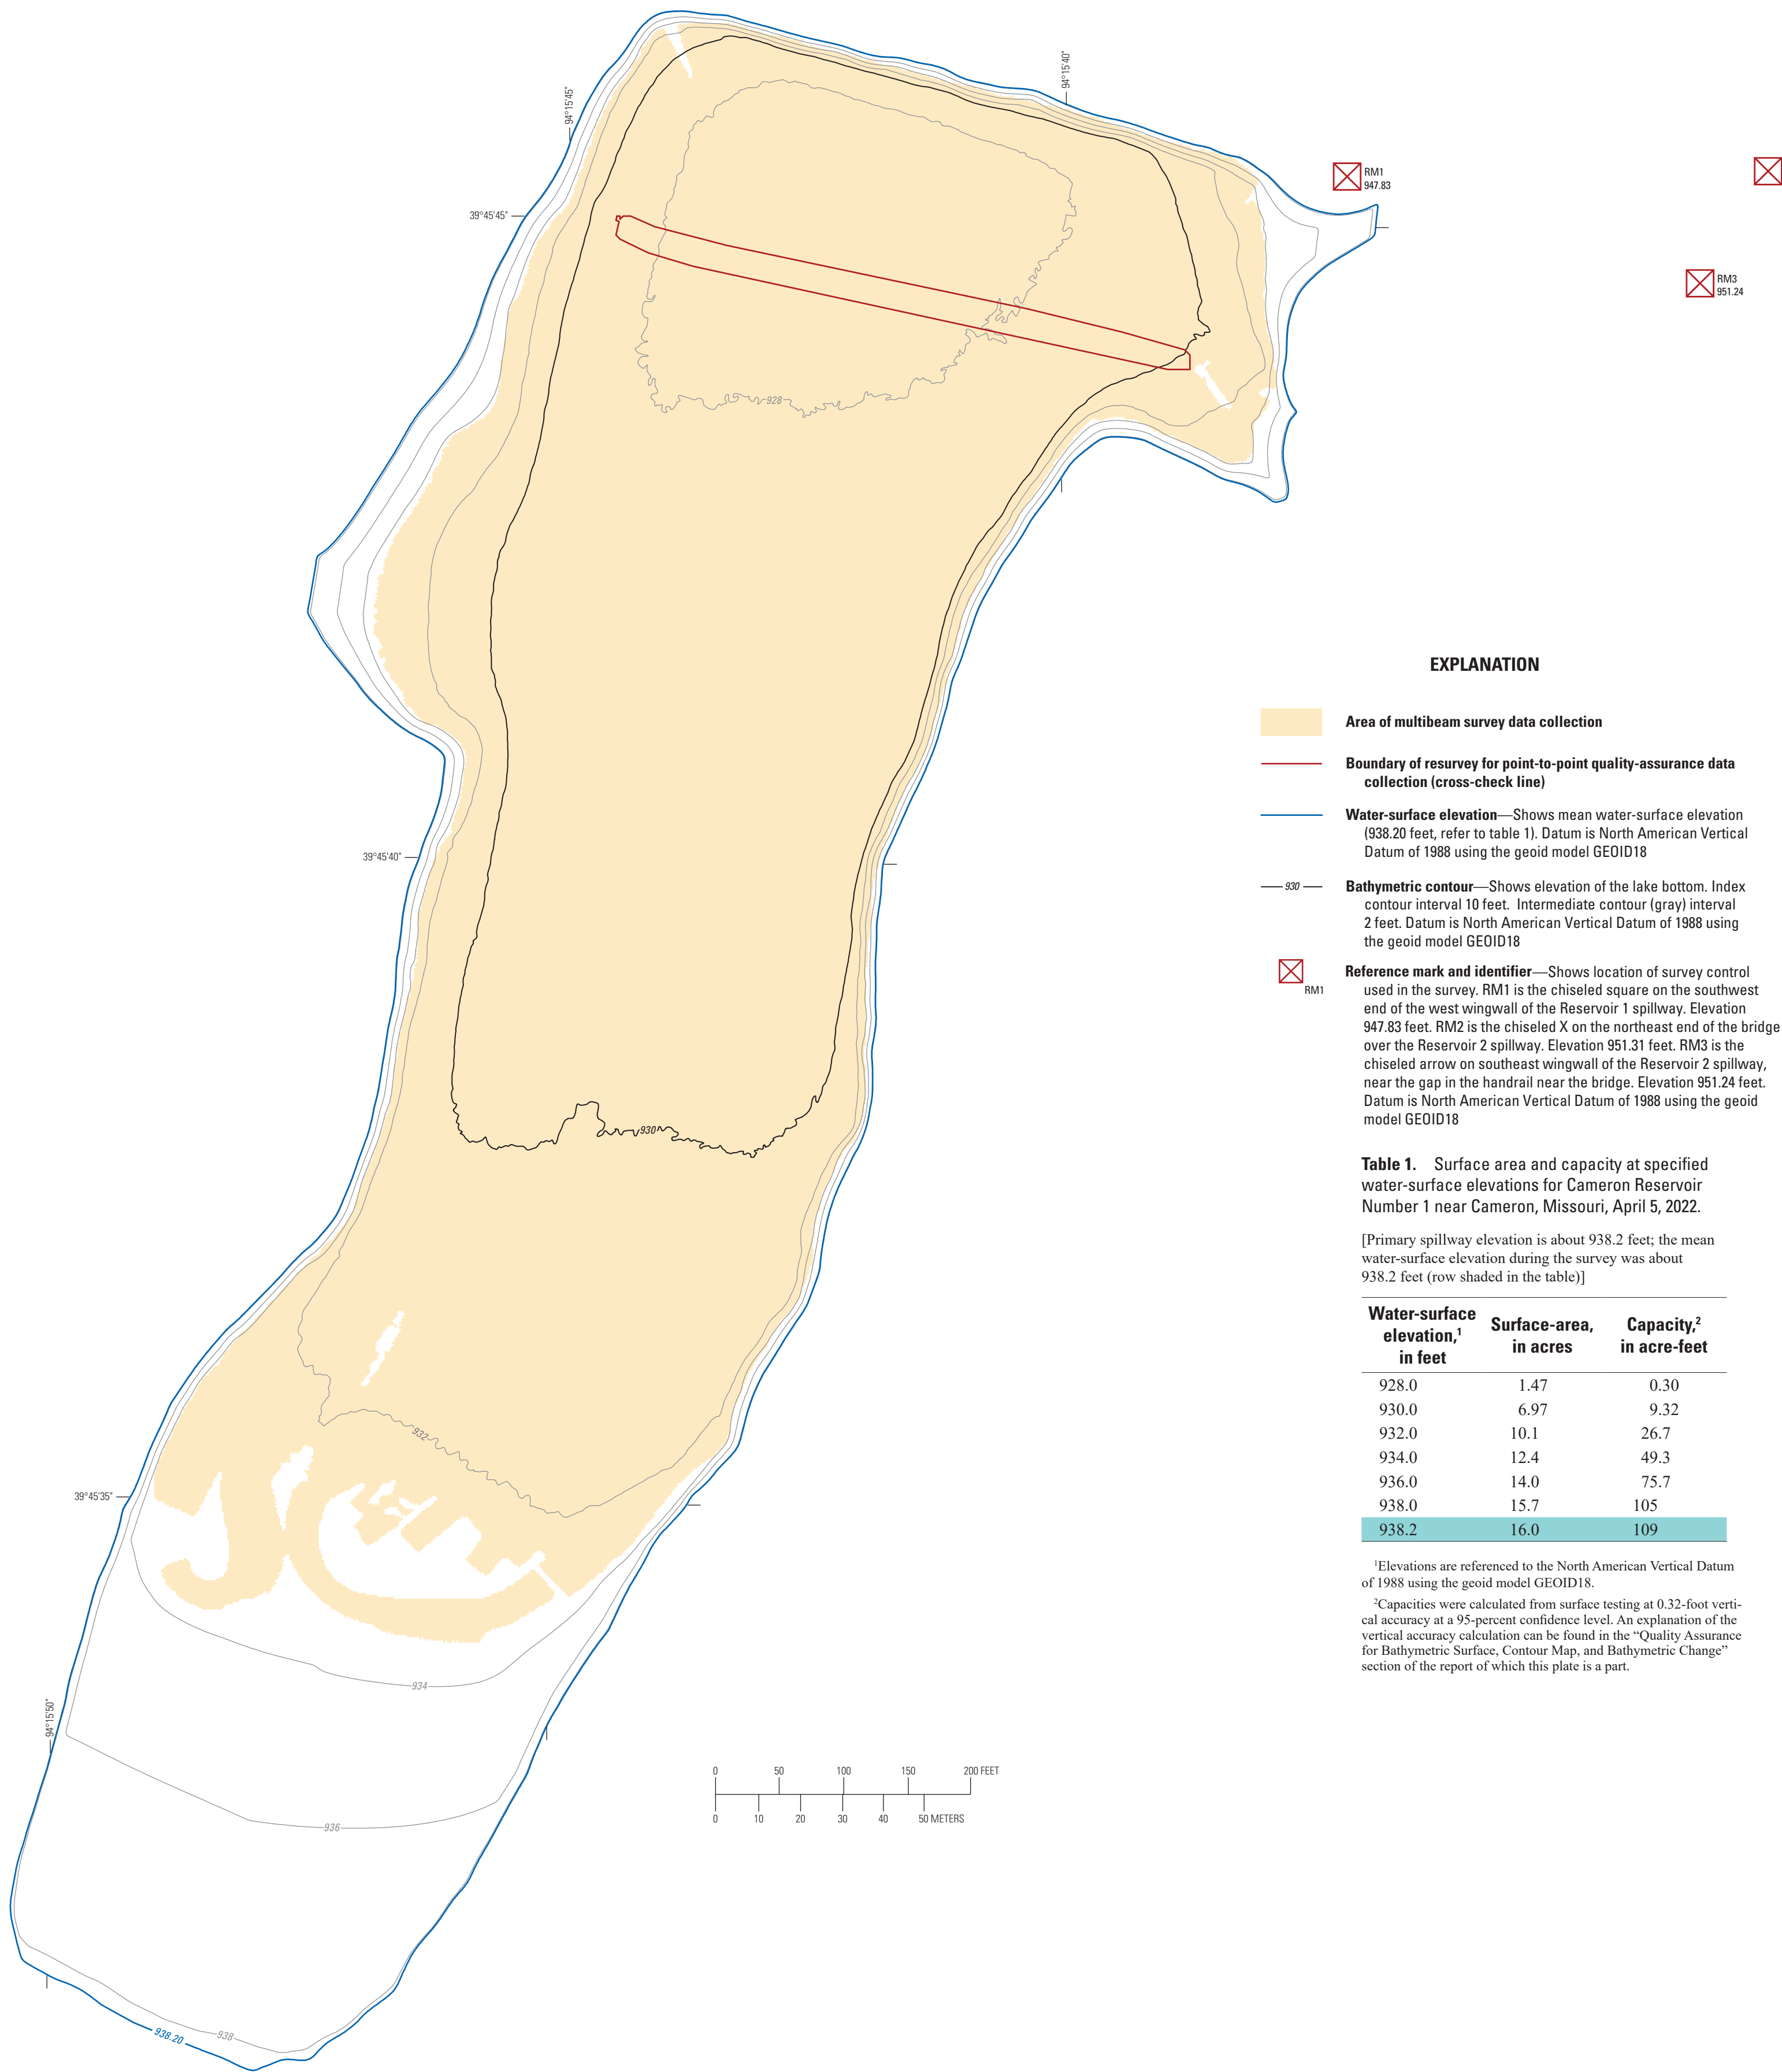 94°15'45"
94°15'40"
RM1
947.83
39°45'45"
RM3
951.24
928
EXPLANATION
Area of multibeam survey data collection
Boundary of resurvey for point-to-point quality-assurance data
collection (cross-check line)
Water-surface elevation—Shows mean water-surface elevation
(938.20 feet, refer to table 1). Datum is North American Vertical
Datum of 1988 using the geoid model GEOID18
39°45'40"
930
Bathymetric contour—Shows elevation of the lake bottom. Index
contour interval 10 feet. Intermediate contour (gray) interval
2 feet. Datum is North American Vertical Datum of 1988 using
the geoid model GEOID18
RM1
Reference mark and identifier—Shows location of survey control
used in the survey. RM1 is the chiseled square on the southwest
end of the west wingwall of the Reservoir 1 spillway. Elevation
947.83 feet. RM2 is the chiseled X on the northeast end of the bridge
over the Reservoir 2 spillway. Elevation 951.31 feet. RM3 is the
chiseled arrow on southeast wingwall of the Reservoir 2 spillway,
near the gap in the handrail near the bridge. Elevation 951.24 feet.
Datum is North American Vertical Datum of 1988 using the geoid
model GEOID18
930
Table 1. Surface area and capacity at specified
water-surface elevations for Cameron Reservoir
Number 1 near Cameron, Missouri, April 5, 2022.
[Primary spillway elevation is about 938.2 feet; the mean
water-surface elevation during the survey was about
938.2 feet (row shaded in the table)]
Water-surface elevation,¹ in feet Surface-area, in acres Capacity,² in acre-feet
928.0 1.47 0.30
930.0 6.97 9.32
932.0 10.1 26.7
934.0 12.4 49.3
936.0 14.0 75.7
938.0 15.7 105
938.2 16.0 109
¹Elevations are referenced to the North American Vertical Datum
of 1988 using the geoid model GEOID18.
²Capacities were calculated from surface testing at 0.32-foot verti-
cal accuracy at a 95-percent confidence level. An explanation of the
vertical accuracy calculation can be found in the “Quality Assurance
for Bathymetric Surface, Contour Map, and Bathymetric Change”
section of the report of which this plate is a part.
932
39°45'35"
934
94°15'50"
0 50 100 150 200 FEET
0 10 20 30 40 50 METERS
936
938.20
938